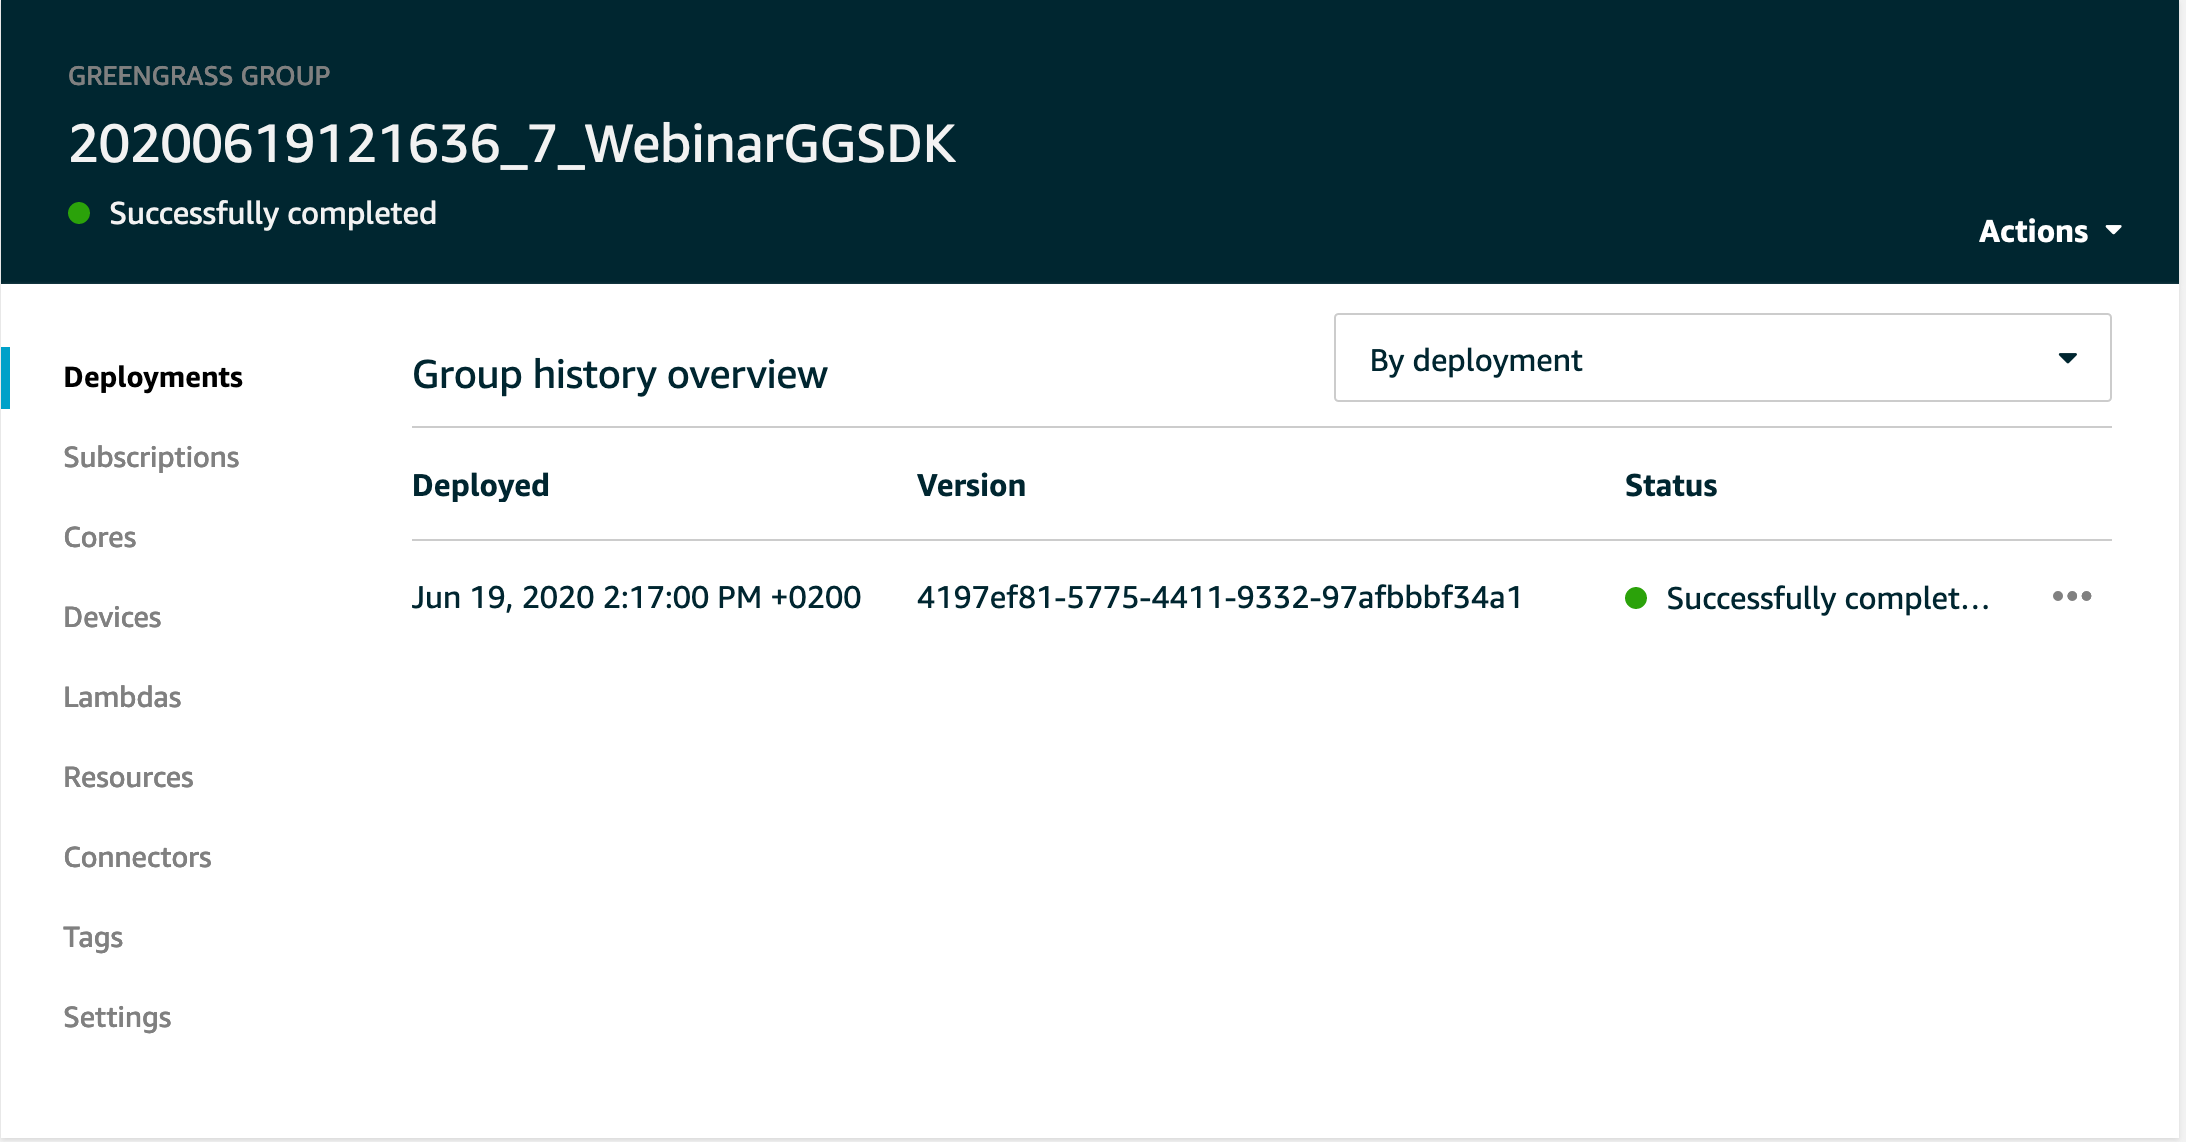 GREENGRASS GROUP
20200619121636_7_WebinarGGSDK
Successfully completed
Actions
Deployments
Subscriptions
Cores
Devices
Lambdas
Resources
Connectors
Tags
Settings
Group history overview
By deployment
Deployed Version Status
Jun 19, 2020 2:17:00 PM +0200 4197ef81-5775-4411-9332-97afbbbf34a1 Successfully complet...